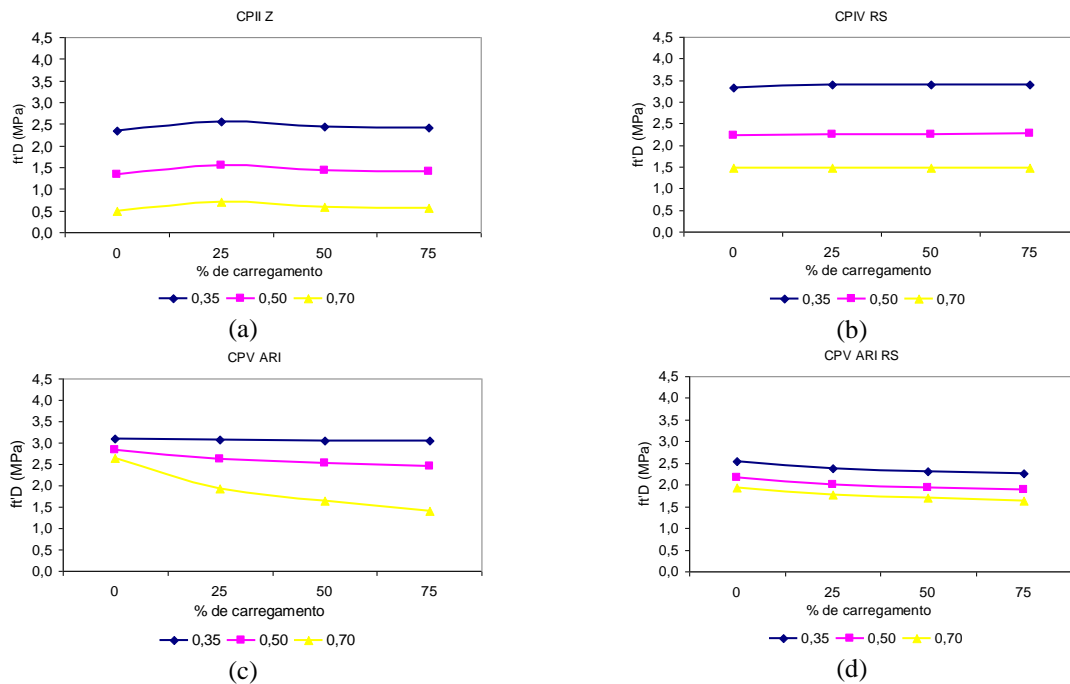 CPII Z
4,5
4,0
3,5
3,0
2,5
2,0
1,5
1,0
0,5
0,0
ft'D (MPa)
0 25 50 75
% de carregamento
0,35 0,50 0,70
(a)
CPIV RS
4,5
4,0
3,5
3,0
2,5
2,0
1,5
1,0
0,5
0,0
ft'D (MPa)
0 25 50 75
% de carregamento
0,35 0,50 0,70
(b)
CPV ARI
4,5
4,0
3,5
3,0
2,5
2,0
1,5
1,0
0,5
0,0
ft'D (MPa)
0 25 50 75
% de carregamento
0,35 0,50 0,70
(c)
CPV ARI RS
4,5
4,0
3,5
3,0
2,5
2,0
1,5
1,0
0,5
0,0
ft'D (MPa)
0 25 50 75
% de carregamento
0,35 0,50 0,70
(d)